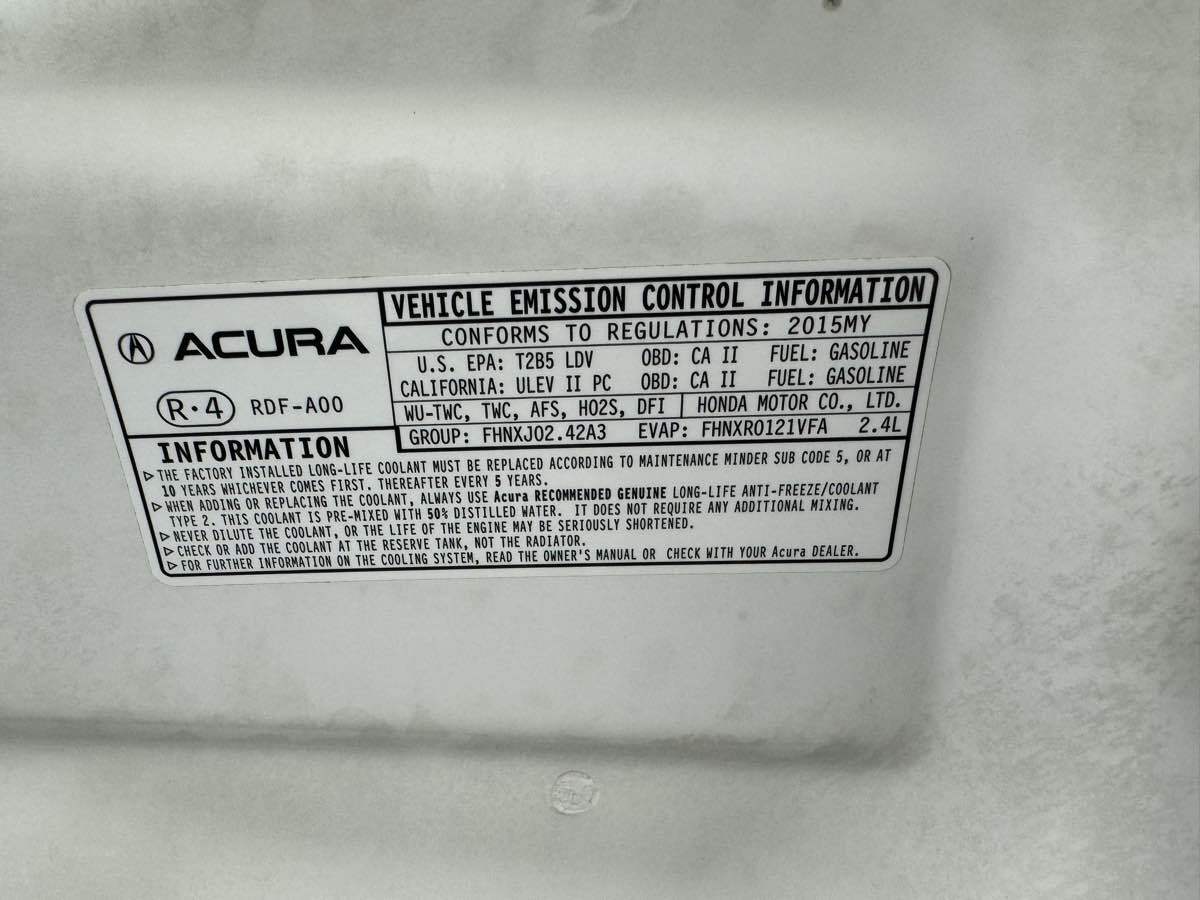 ACURA
R·4 RDF-A00
VEHICLE EMISSION CONTROL INFORMATION
CONFORMS TO REGULATIONS: 2015MY
U.S. EPA: T2B5 LDV OBD: CA II FUEL: GASOLINE
CALIFORNIA: ULEV II PC OBD: CA II FUEL: GASOLINE
WU-TWC, TWC, AFS, HO2S, DFI HONDA MOTOR CO., LTD.
GROUP: FHNXJ02.42A3 EVAP: FHNXR0121VFA 2.4L
INFORMATION
▷THE FACTORY INSTALLED LONG-LIFE COOLANT MUST BE REPLACED ACCORDING TO MAINTENANCE MINDER SUB CODE 5, OR AT
10 YEARS WHICHEVER COMES FIRST. THEREAFTER EVERY 5 YEARS.
▷WHEN ADDING OR REPLACING THE COOLANT, ALWAYS USE Acura RECOMMENDED GENUINE LONG-LIFE ANTI-FREEZE/COOLANT
TYPE 2. THIS COOLANT IS PRE-MIXED WITH 50% DISTILLED WATER. IT DOES NOT REQUIRE ANY ADDITIONAL MIXING.
▷NEVER DILUTE THE COOLANT, OR THE LIFE OF THE ENGINE MAY BE SERIOUSLY SHORTENED.
▷CHECK OR ADD THE COOLANT AT THE RESERVE TANK, NOT THE RADIATOR.
▷FOR FURTHER INFORMATION ON THE COOLING SYSTEM, READ THE OWNER'S MANUAL OR CHECK WITH YOUR Acura DEALER.